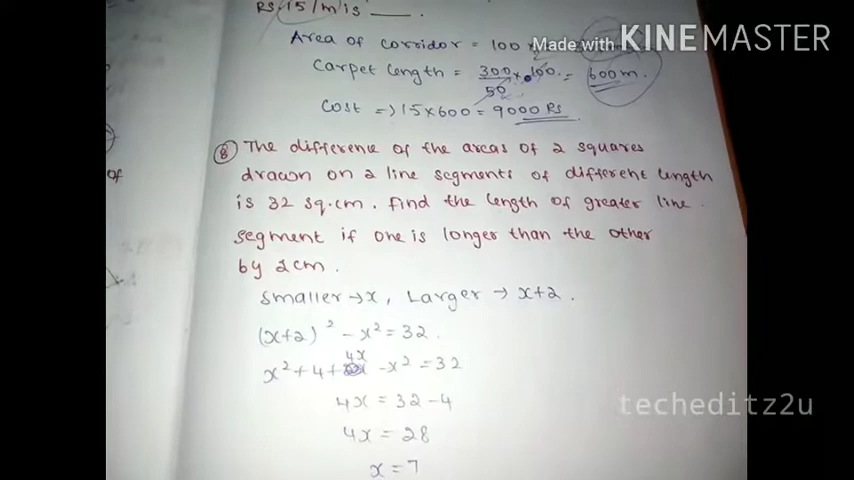 Rs.15/m is ___.
Area of corridor = 100
Made with KINEMASTER
Carpet length = 300/50 × 100 = 600m.
Cost => 15×600 = 9000 Rs
of
⑧ The difference of the areas of 2 squares
drawn on 2 line segments of different length
is 32 sq.cm. Find the length of greater line
segment if one is longer than the other
by 2cm.
Smaller → x, Larger → x+2.
(x+2)² - x² = 32.
x² + 4 + 4x - x² = 32
4x = 32 - 4
4x = 28
techeditz2u
x = 7